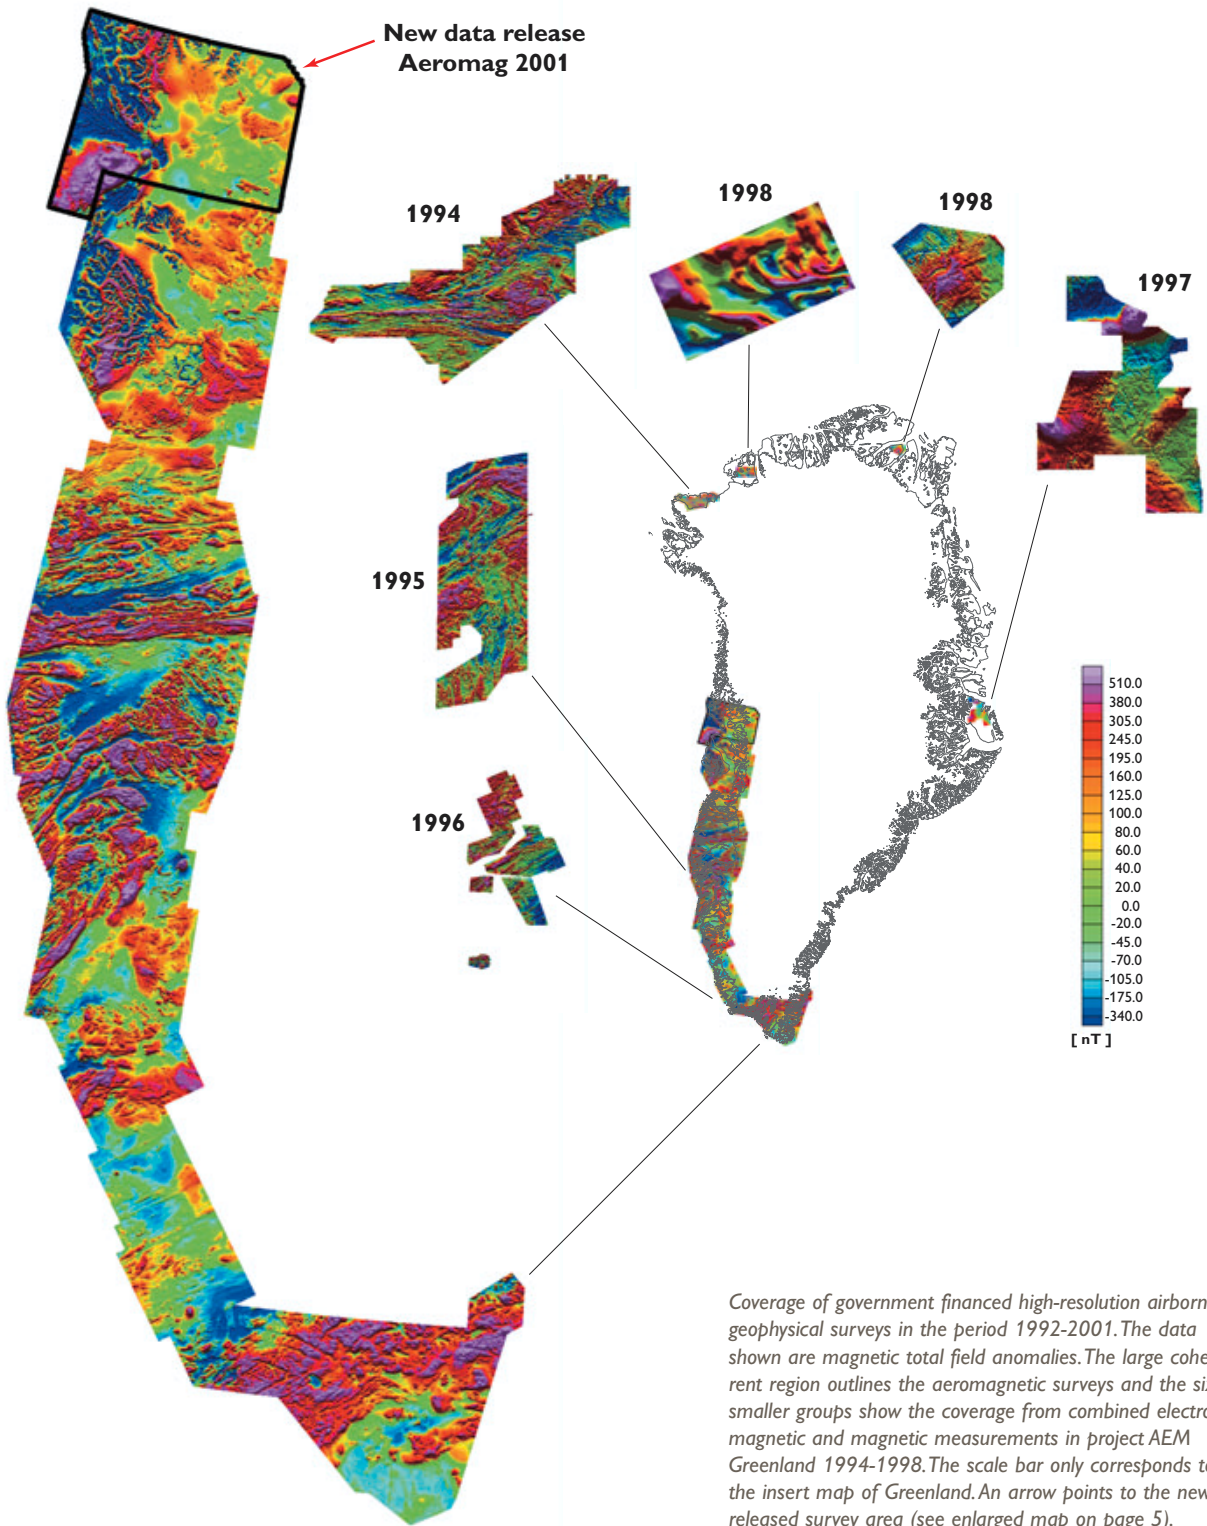 New data release
Aeromag 2001
1994
1998
1998
1997
1995
1996
510.0
380.0
305.0
245.0
195.0
160.0
125.0
100.0
80.0
60.0
40.0
20.0
0.0
-20.0
-45.0
-70.0
-105.0
-175.0
-340.0
[ nT ]
Coverage of government financed high-resolution airborn
geophysical surveys in the period 1992-2001. The data
shown are magnetic total field anomalies. The large cohe
rent region outlines the aeromagnetic surveys and the six
smaller groups show the coverage from combined electro
magnetic and magnetic measurements in project AEM
Greenland 1994-1998. The scale bar only corresponds to
the insert map of Greenland. An arrow points to the new
released survey area (see enlarged map on page 5).